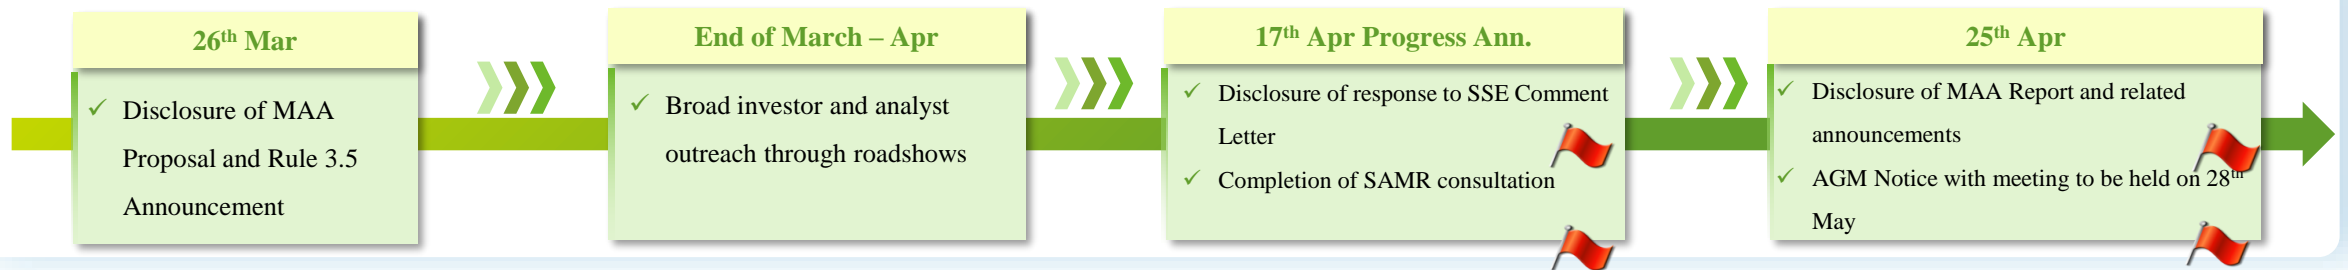 26th Mar
✓ Disclosure of MAA
Proposal and Rule 3.5
Announcement
End of March – Apr
✓ Broad investor and analyst
outreach through roadshows
17th Apr Progress Ann.
✓ Disclosure of response to SSE Comment
Letter
✓ Completion of SAMR consultation
25th Apr
✓ Disclosure of MAA Report and related
announcements
✓ AGM Notice with meeting to be held on 28th
May